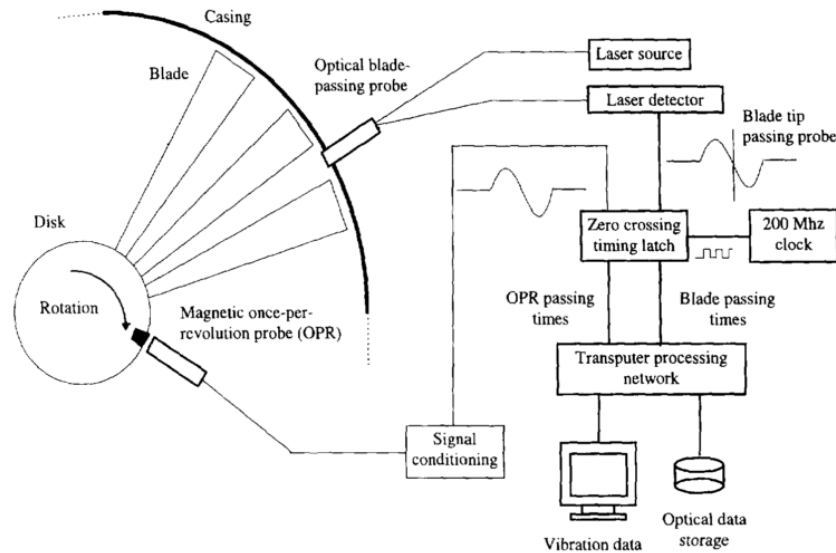 Casing
Blade
Optical blade-
passing probe
Laser source
Laser detector
Blade tip
passing probe
Disk
Zero crossing
timing latch
200 Mhz
clock
Rotation
Magnetic once-per-
revolution probe (OPR)
OPR passing
times
Blade passing
times
Transputer processing
network
Signal
conditioning
Vibration data
Optical data
storage